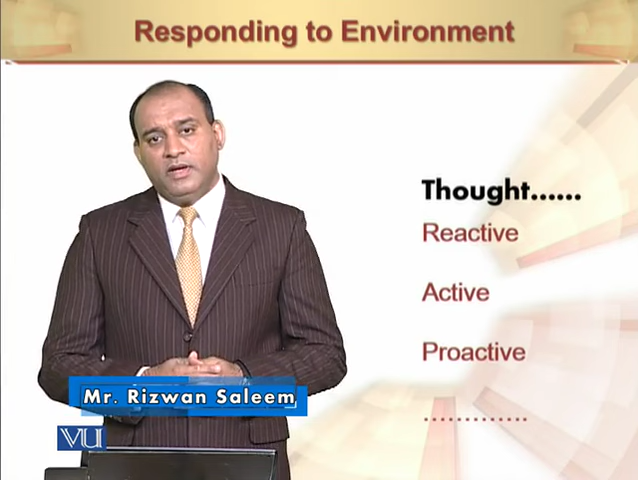 Responding to Environment
Thought......
Reactive
Active
Proactive
.............
Mr. Rizwan Saleem
VU